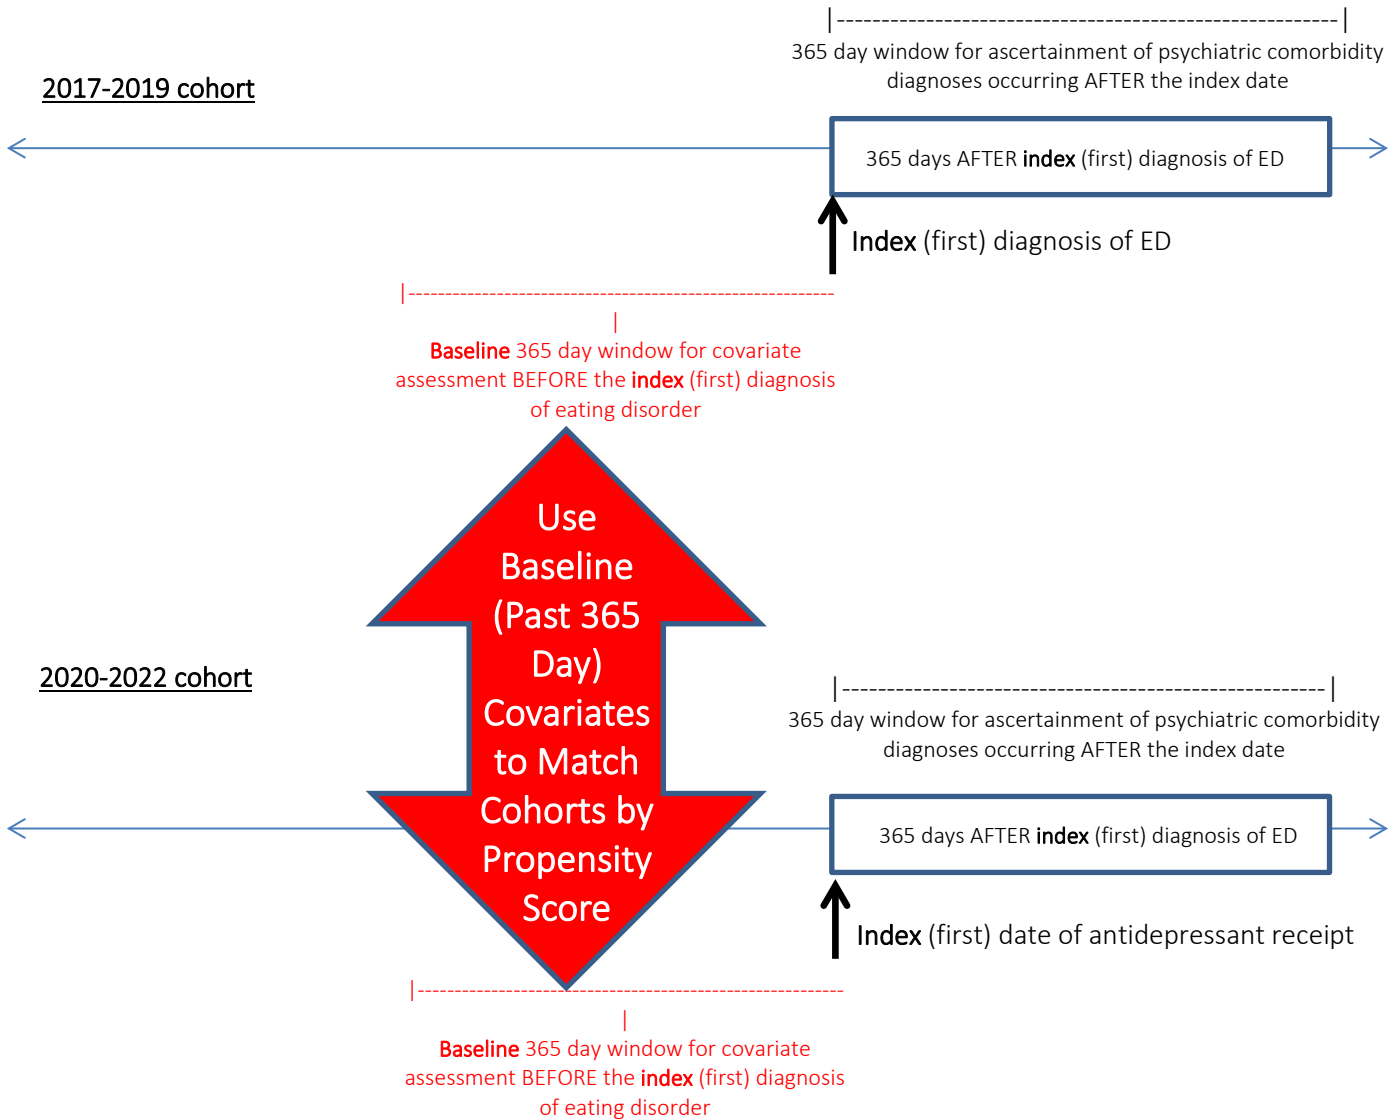 365 day window for ascertainment of psychiatric comorbidity
diagnoses occurring AFTER the index date
2017-2019 cohort
365 days AFTER index (first) diagnosis of ED
Index (first) diagnosis of ED
Baseline 365 day window for covariate
assessment BEFORE the index (first) diagnosis
of eating disorder
Use
Baseline
(Past 365
Day)
Covariates
to Match
Cohorts by
Propensity
Score
2020-2022 cohort
365 day window for ascertainment of psychiatric comorbidity
diagnoses occurring AFTER the index date
365 days AFTER index (first) diagnosis of ED
Index (first) date of antidepressant receipt
Baseline 365 day window for covariate
assessment BEFORE the index (first) diagnosis
of eating disorder